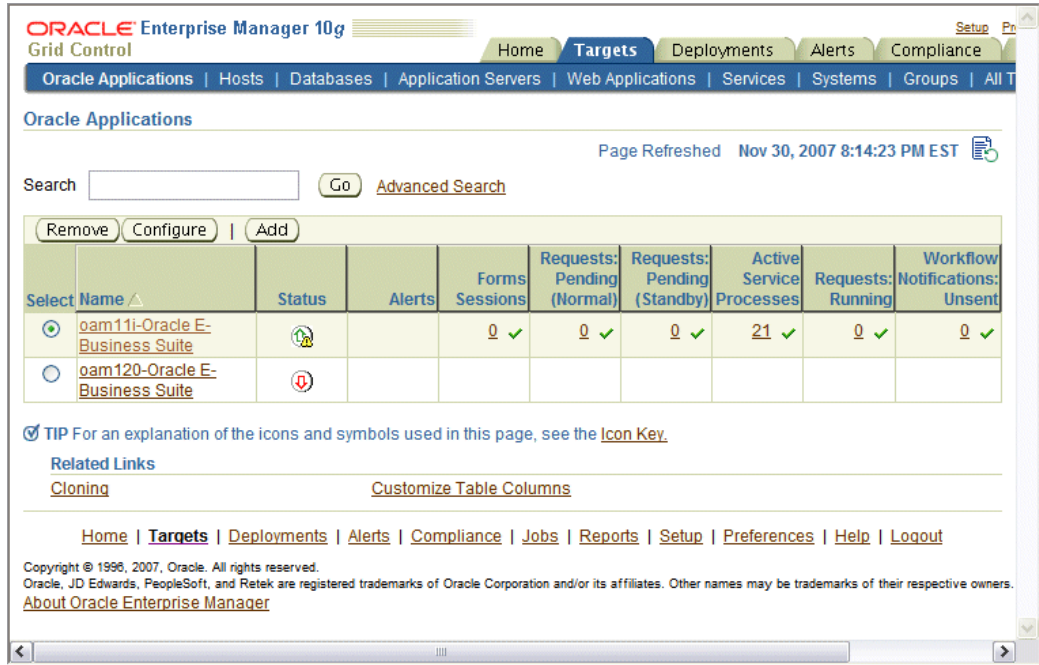 ORACLE Enterprise Manager 10g
Grid Control
Setup
Home Targets Deployments Alerts Compliance
Oracle Applications | Hosts | Databases | Application Servers | Web Applications | Services | Systems | Groups | All T
Oracle Applications
Page Refreshed Nov 30, 2007 8:14:23 PM EST
Search Go Advanced Search
Remove Configure | Add
Select Name Status Alerts Forms Sessions Requests: Pending (Normal) Requests: Pending (Standby) Active Service Processes Requests: Running Workflow Notifications: Unsent
oam11i-Oracle E-
Business Suite 0 0 0 21 0 0
oam120-Oracle E-
Business Suite
TIP For an explanation of the icons and symbols used in this page, see the Icon Key.
Related Links
Cloning Customize Table Columns
Home | Targets | Deployments | Alerts | Compliance | Jobs | Reports | Setup | Preferences | Help | Logout
Copyright © 1996, 2007, Oracle. All rights reserved.
Oracle, JD Edwards, PeopleSoft, and Retek are registered trademarks of Oracle Corporation and/or its affiliates. Other names may be trademarks of their respective owners.
About Oracle Enterprise Manager